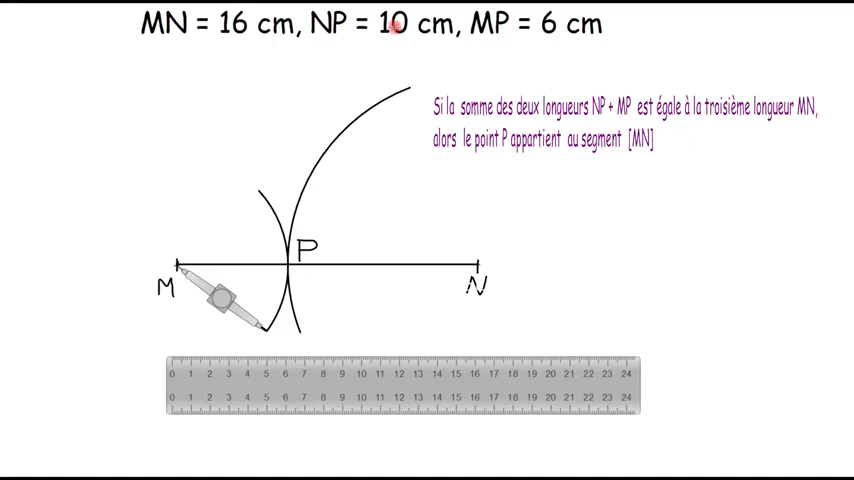 MN = 16 cm, NP = 10 cm, MP = 6 cm
Si la somme des deux longueurs NP + MP est égale à la troisième longueur MN,
alors le point P appartient au segment [MN]
P
M
N
0 1 2 3 4 5 6 7 8 9 10 11 12 13 14 15 16 17 18 19 20 21 22 23 24
0 1 2 3 4 5 6 7 8 9 10 11 12 13 14 15 16 17 18 19 20 21 22 23 24